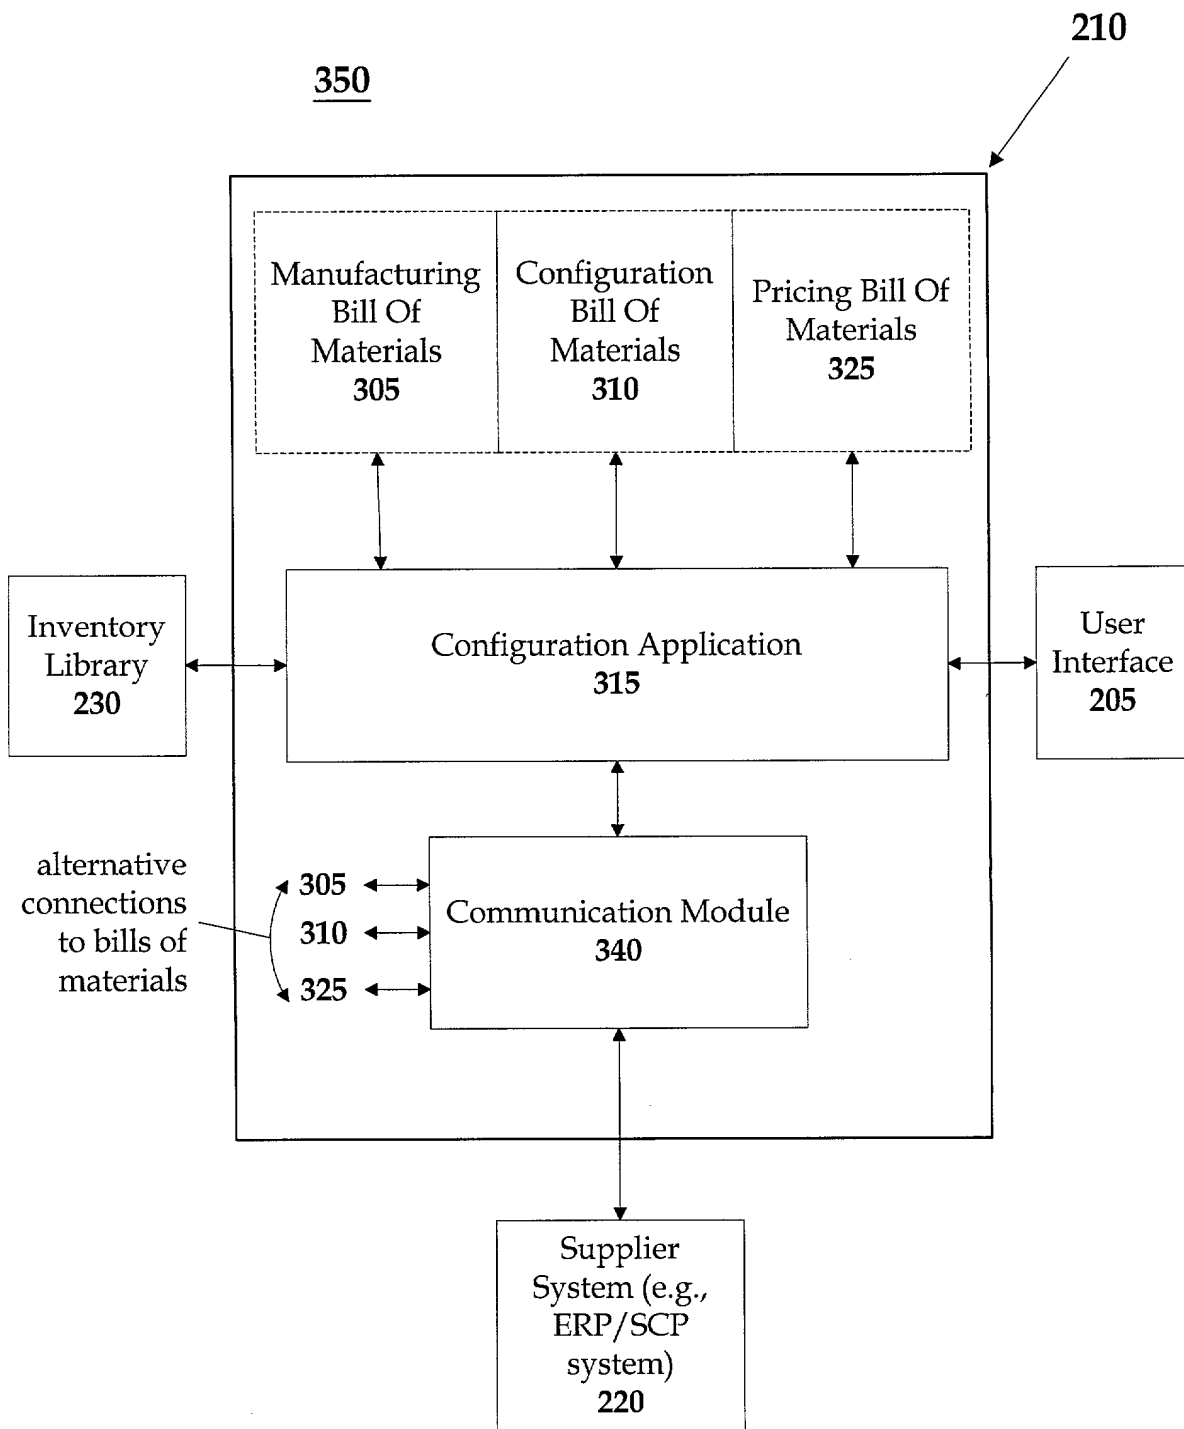 210
350
Manufacturing
Bill Of
Materials
305
Configuration
Bill Of
Materials
310
Pricing Bill Of
Materials
325
Inventory
Library
230
Configuration Application
315
User
Interface
205
alternative
connections
to bills of
materials
305
310
325
Communication Module
340
Supplier
System (e.g.,
ERP/SCP
system)
220